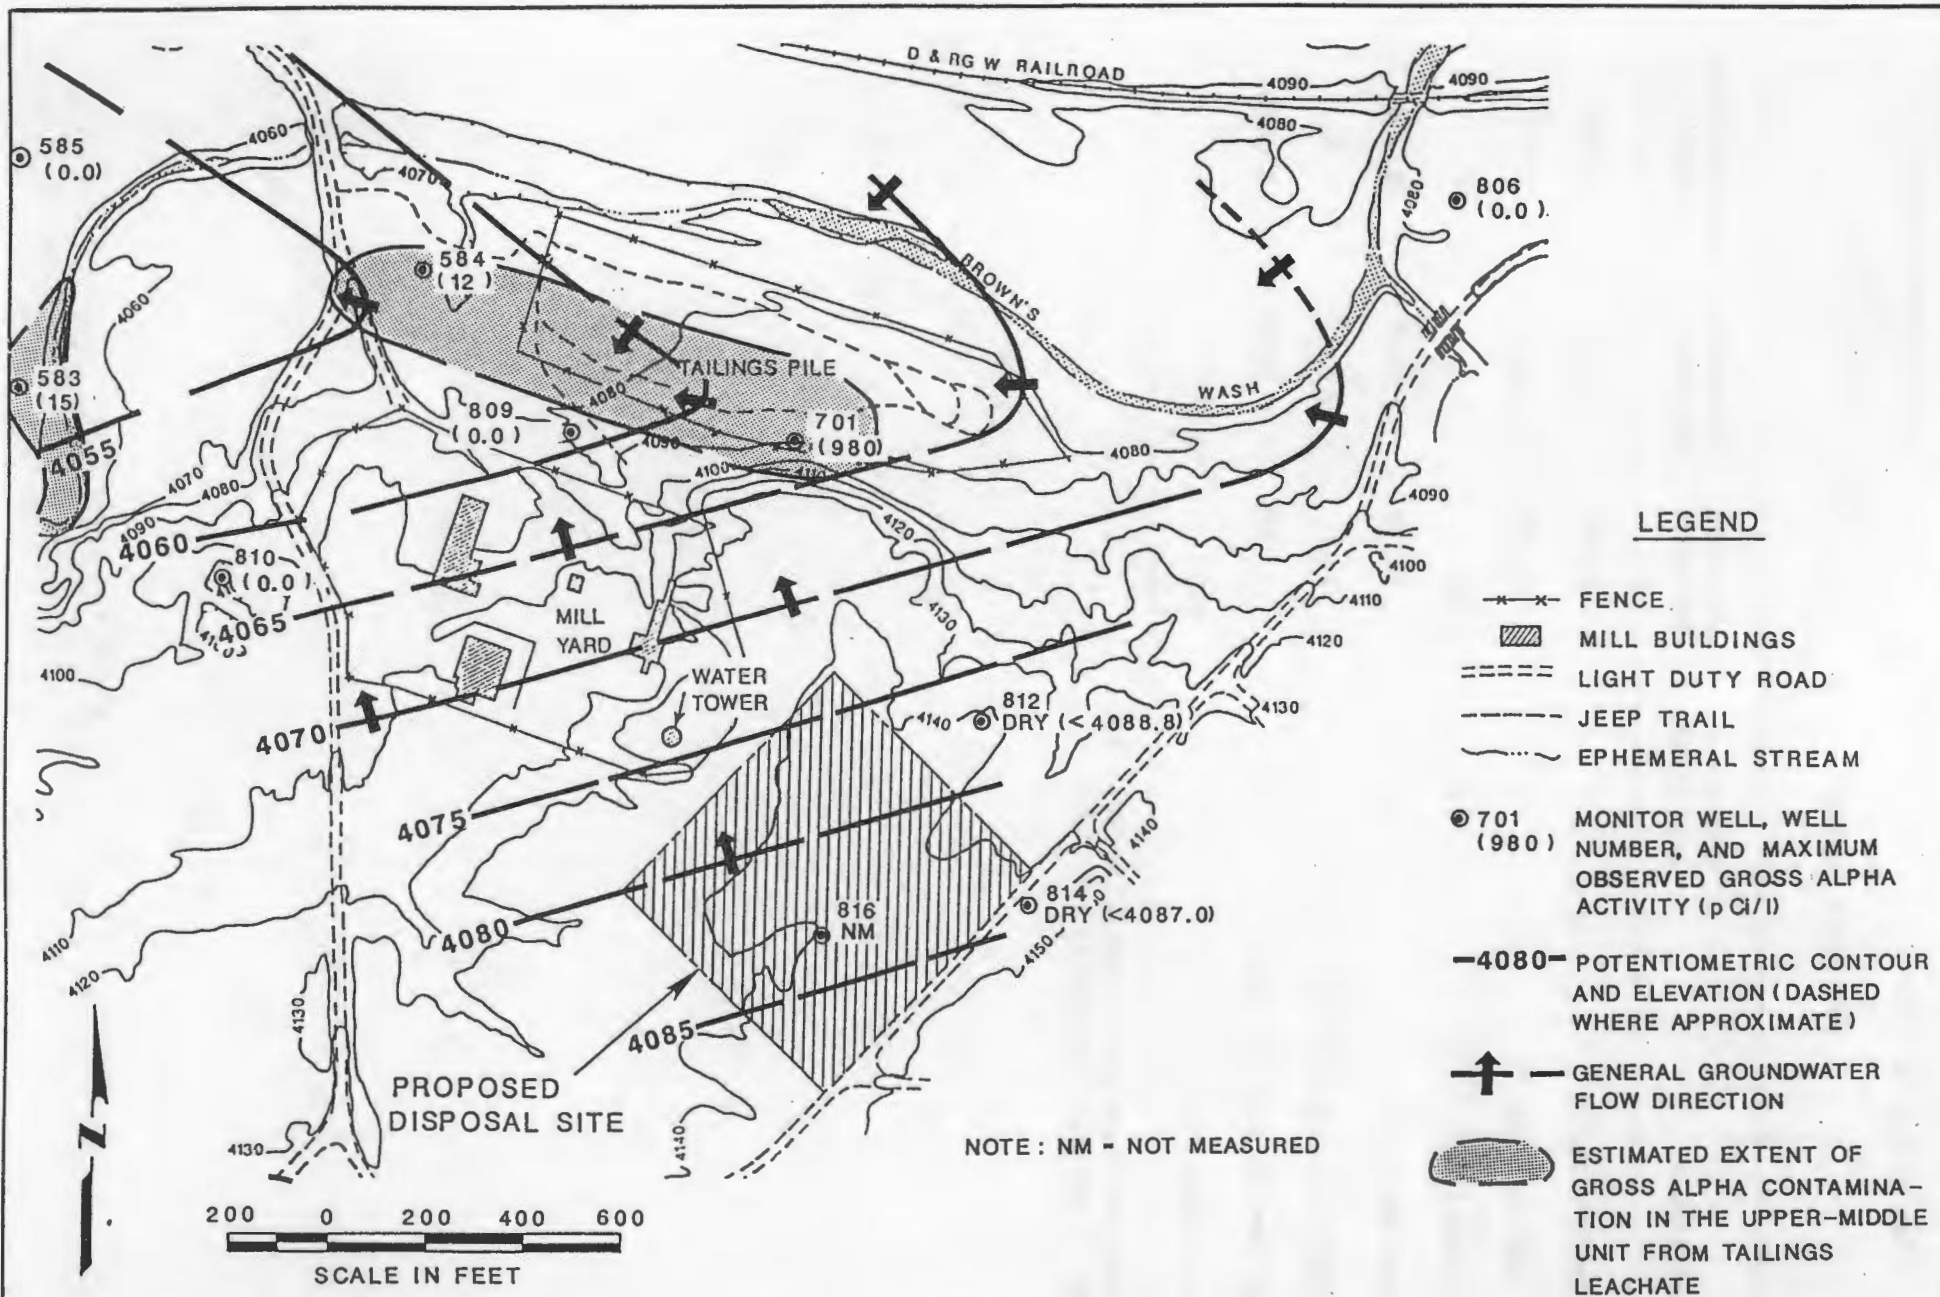 D & RG W RAILROAD
4090
4090
4080
4060
585
(0.0)
4070
4080
806
(0.0)
584
(12)
BROWN'S
4060
TAILINGS PILE
583
(15)
4080
WASH
809
(0.0)
701
(980)
4090
4080
4055
4070
4080
4100
4110
4090
4090
4060
4120
4100
810
(0.0)
4065
MILL
YARD
4130
4110
4120
4100
WATER
TOWER
4070
812
DRY (<4088.8)
4140
4130
4075
4140
816
NM
814
DRY (<4087.0)
4080
4150
4110
4120
4130
4085
PROPOSED
DISPOSAL SITE
4130
4140
NOTE: NM - NOT MEASURED
N
200 0 200 400 600
SCALE IN FEET
LEGEND
FENCE
MILL BUILDINGS
LIGHT DUTY ROAD
JEEP TRAIL
EPHEMERAL STREAM
701
(980)
MONITOR WELL, WELL
NUMBER, AND MAXIMUM
OBSERVED GROSS ALPHA
ACTIVITY (pCi/l)
4080
POTENTIOMETRIC CONTOUR
AND ELEVATION (DASHED
WHERE APPROXIMATE)
GENERAL GROUNDWATER
FLOW DIRECTION
ESTIMATED EXTENT OF
GROSS ALPHA CONTAMINA-
TION IN THE UPPER-MIDDLE
UNIT FROM TAILINGS
LEACHATE